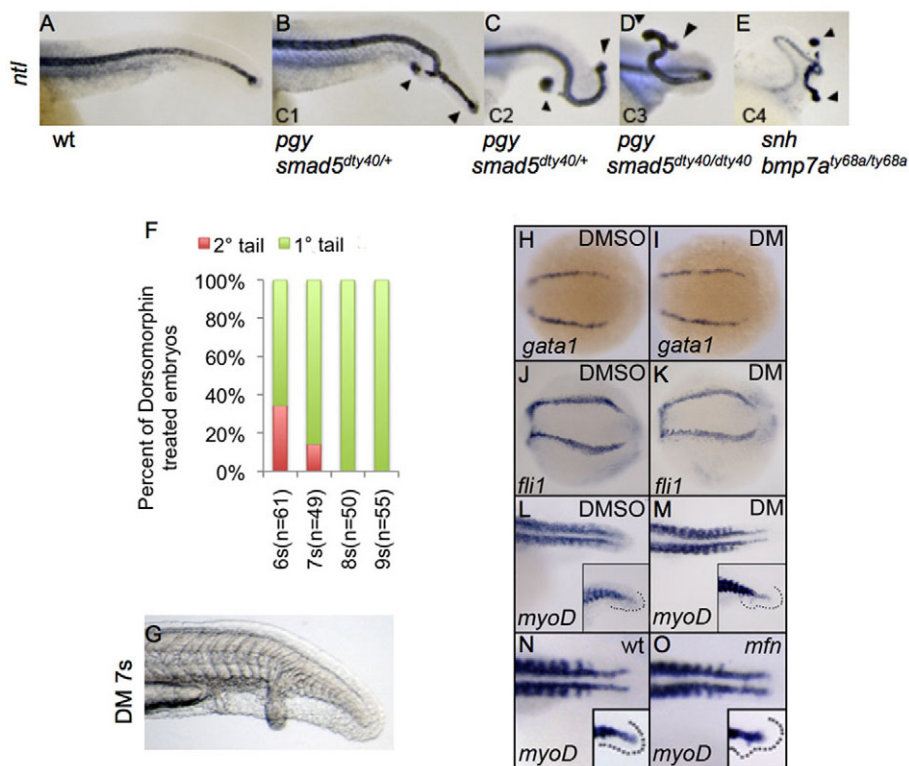 A B C D E
ntl
C1 C2 C3 C4
wt pgy pgy pgy snh
smad5dty40/+ smad5dty40/+ smad5dty40/dty40 bmp7aty68a/ty68a
F
2° tail 1° tail
100%
80%
60%
40%
20%
0%
Percent of Dorsomorphin
treated embryos
6s(n=61)
7s(n=49)
8s(n=50)
9s(n=55)
G
DM 7s
H DMSO I DM
gata1 gata1
J DMSO K DM
fli1 fli1
L DMSO M DM
myoD myoD
N wt O mfn
myoD myoD